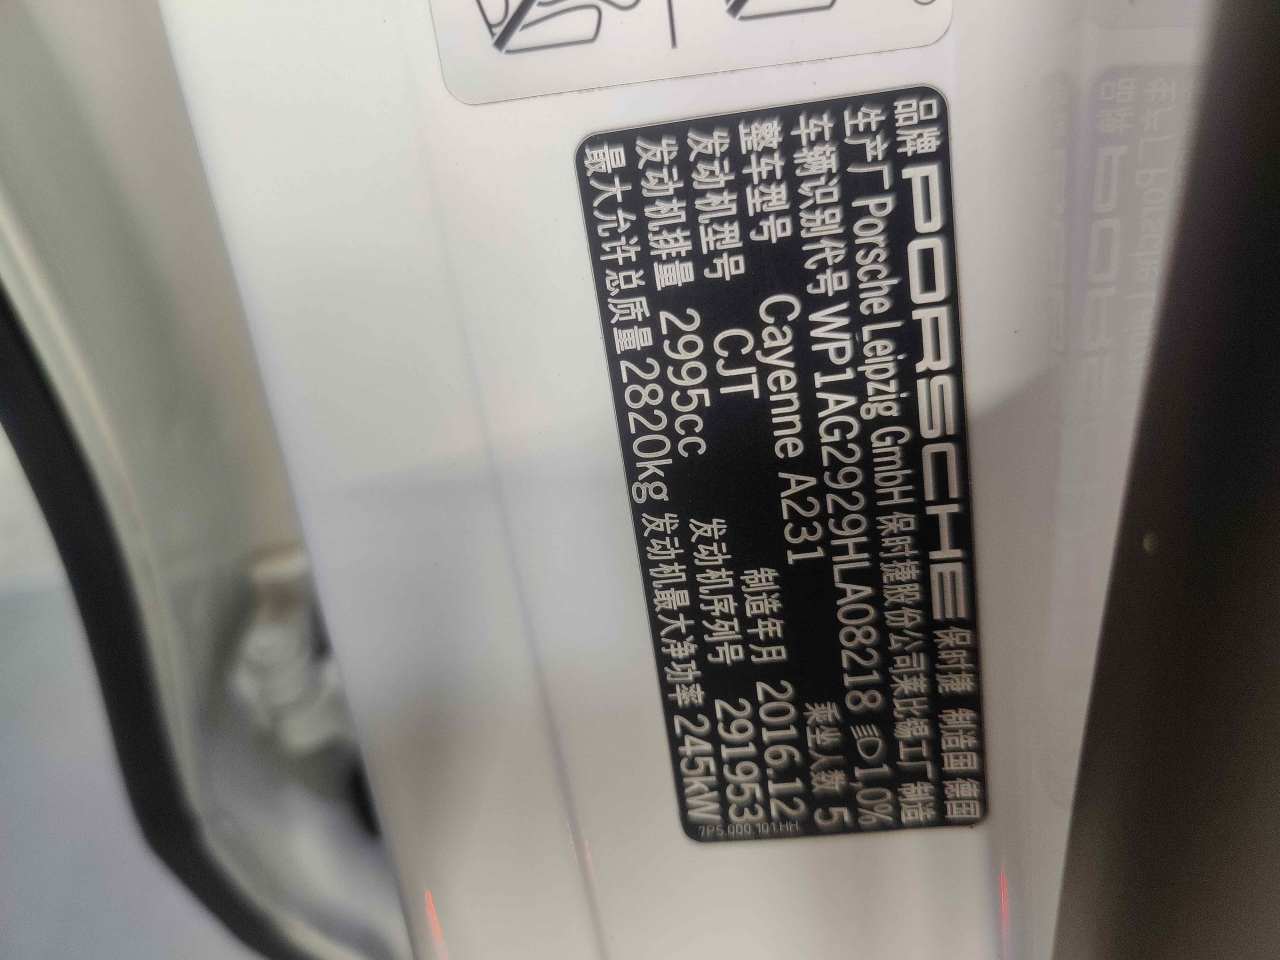 品牌 PORSCHE 保时捷 制造国 德国
生产厂 Porsche Leipzig GmbH 保时捷股份公司莱比锡工厂 制造
车辆识别代号 WP1AG2929HLA08218 1,0%
整车型号 Cayenne A231 乘坐人数 5
发动机型号 CJT 制造年月 2016.12
发动机排量 2995cc 发动机序列号 291953
最大允许总质量 2820kg 发动机最大净功率 245kW
7P5.000.101.HH